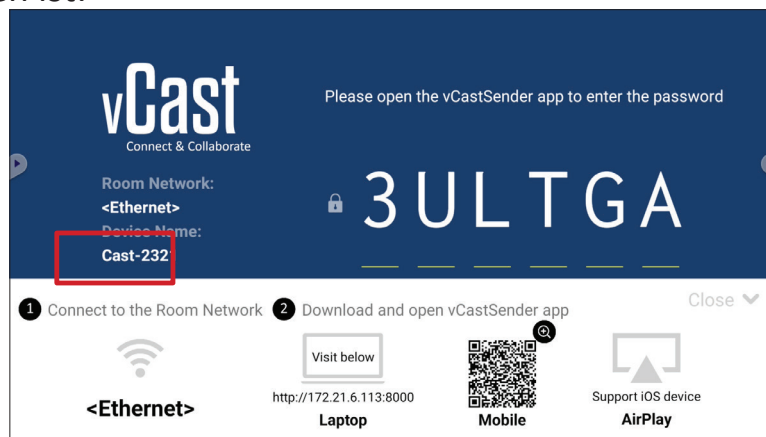 vCast
Connect & Collaborate
Please open the vCastSender app to enter the password
Room Network:
<Ethernet>
Device Name:
3ULTGA
1 Connect to the Room Network
2 Download and open vCastSender app
Close
Visit below
http://172.21.6.113:8000
Laptop
Mobile
Support iOS device
AirPlay
<Ethernet>